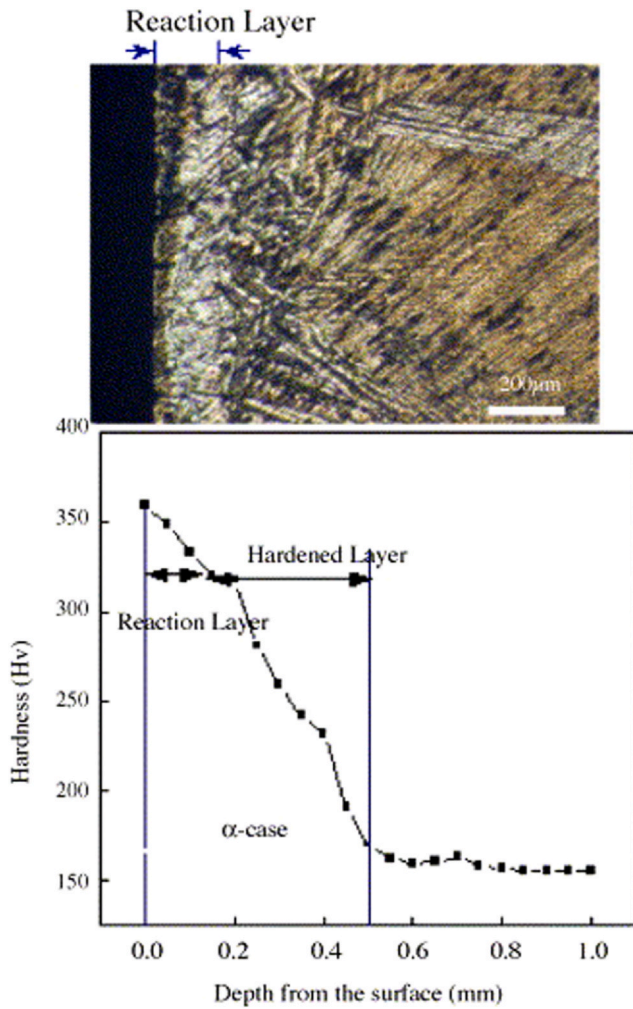 Reaction Layer
200μm
400
350
300
250
200
150
Hardness (Hv)
Hardened Layer
Reaction Layer
α-case
0.0 0.2 0.4 0.6 0.8 1.0
Depth from the surface (mm)